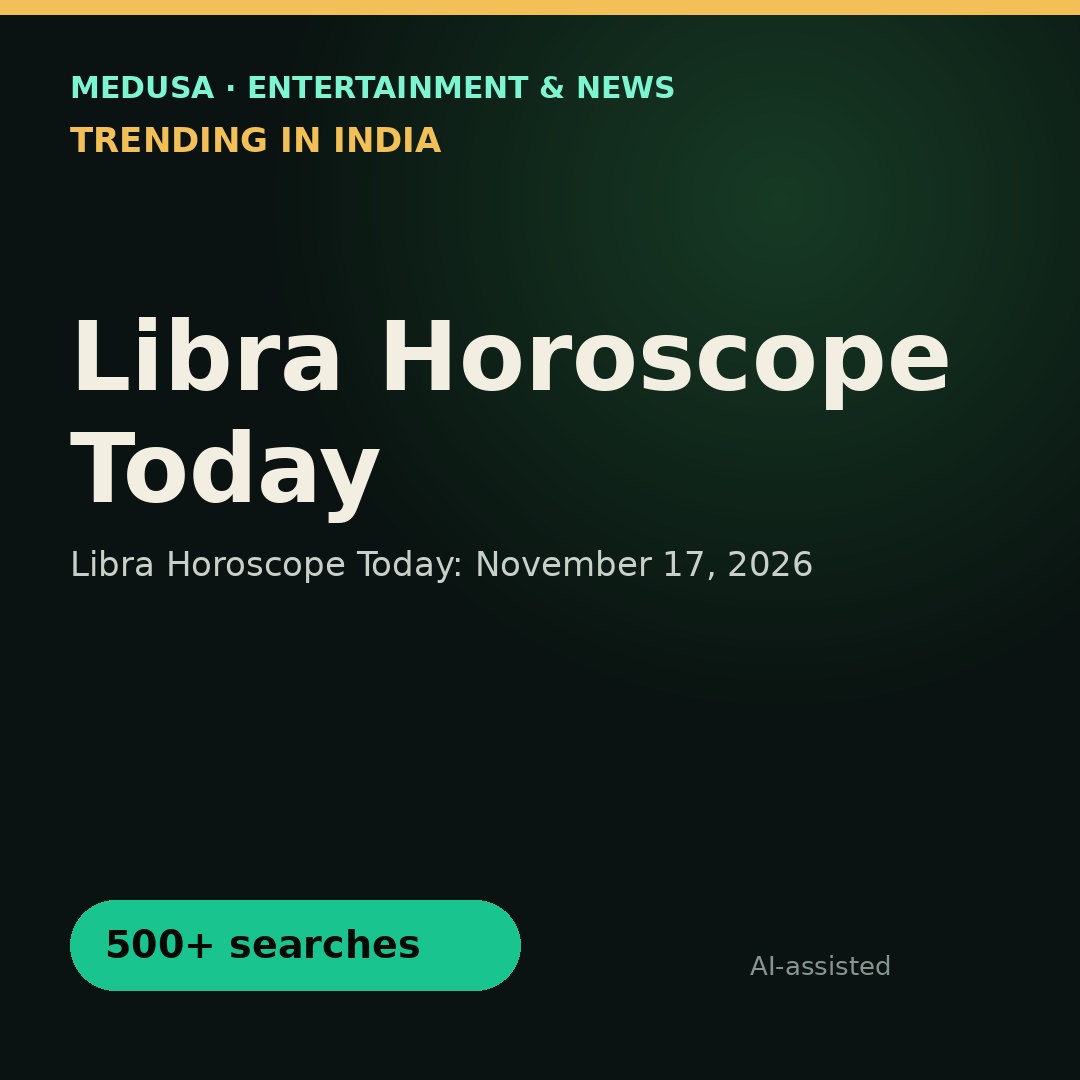 MEDUSA · ENTERTAINMENT & NEWS
TRENDING IN INDIA
Libra Horoscope
Today
Libra Horoscope Today: November 17, 2026
500+ searches
AI-assisted